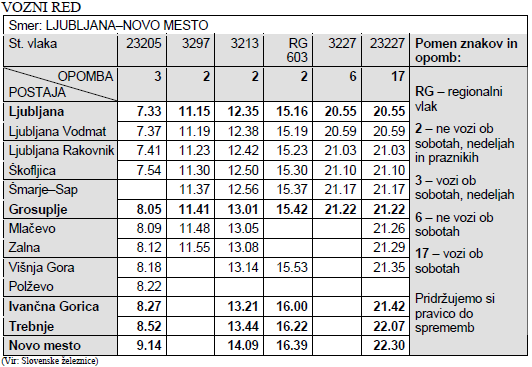 VOZNI RED
Smer: LJUBLJANA–NOVO MESTO
St. vlaka 23205 3297 3213 RG 603 3227 23227 Pomen znakov in opomb:
OPOMBA 3 2 2 2 6 17
POSTAJA
Ljubljana 7.33 11.15 12.35 15.16 20.55 20.55
Ljubljana Vodmat 7.37 11.19 12.38 15.19 20.59 20.59
Ljubljana Rakovnik 7.41 11.23 12.42 15.23 21.03 21.03
Škofljica 7.54 11.30 12.50 15.30 21.10 21.10
Šmarje–Sap 11.37 12.56 15.37 21.17 21.17
Grosuplje 8.05 11.41 13.01 15.42 21.22 21.22
Mlačevo 8.09 11.48 13.05 21.26
Zalna 8.12 11.55 13.08 21.29
Višnja Gora 8.18 13.14 15.53 21.35
Polževo 8.22
Ivančna Gorica 8.27 13.21 16.00 21.42
Trebnje 8.52 13.44 16.22 22.07
Novo mesto 9.14 14.09 16.39 22.30
RG – regionalni
vlak
2 – ne vozi ob
sobotah, nedeljah
in praznikih
3 – vozi ob
sobotah, nedeljah
6 – ne vozi ob
sobotah
17 – vozi ob
sobotah
Pridržujemo si
pravico do
sprememb
(Vir: Slovenske železnice)